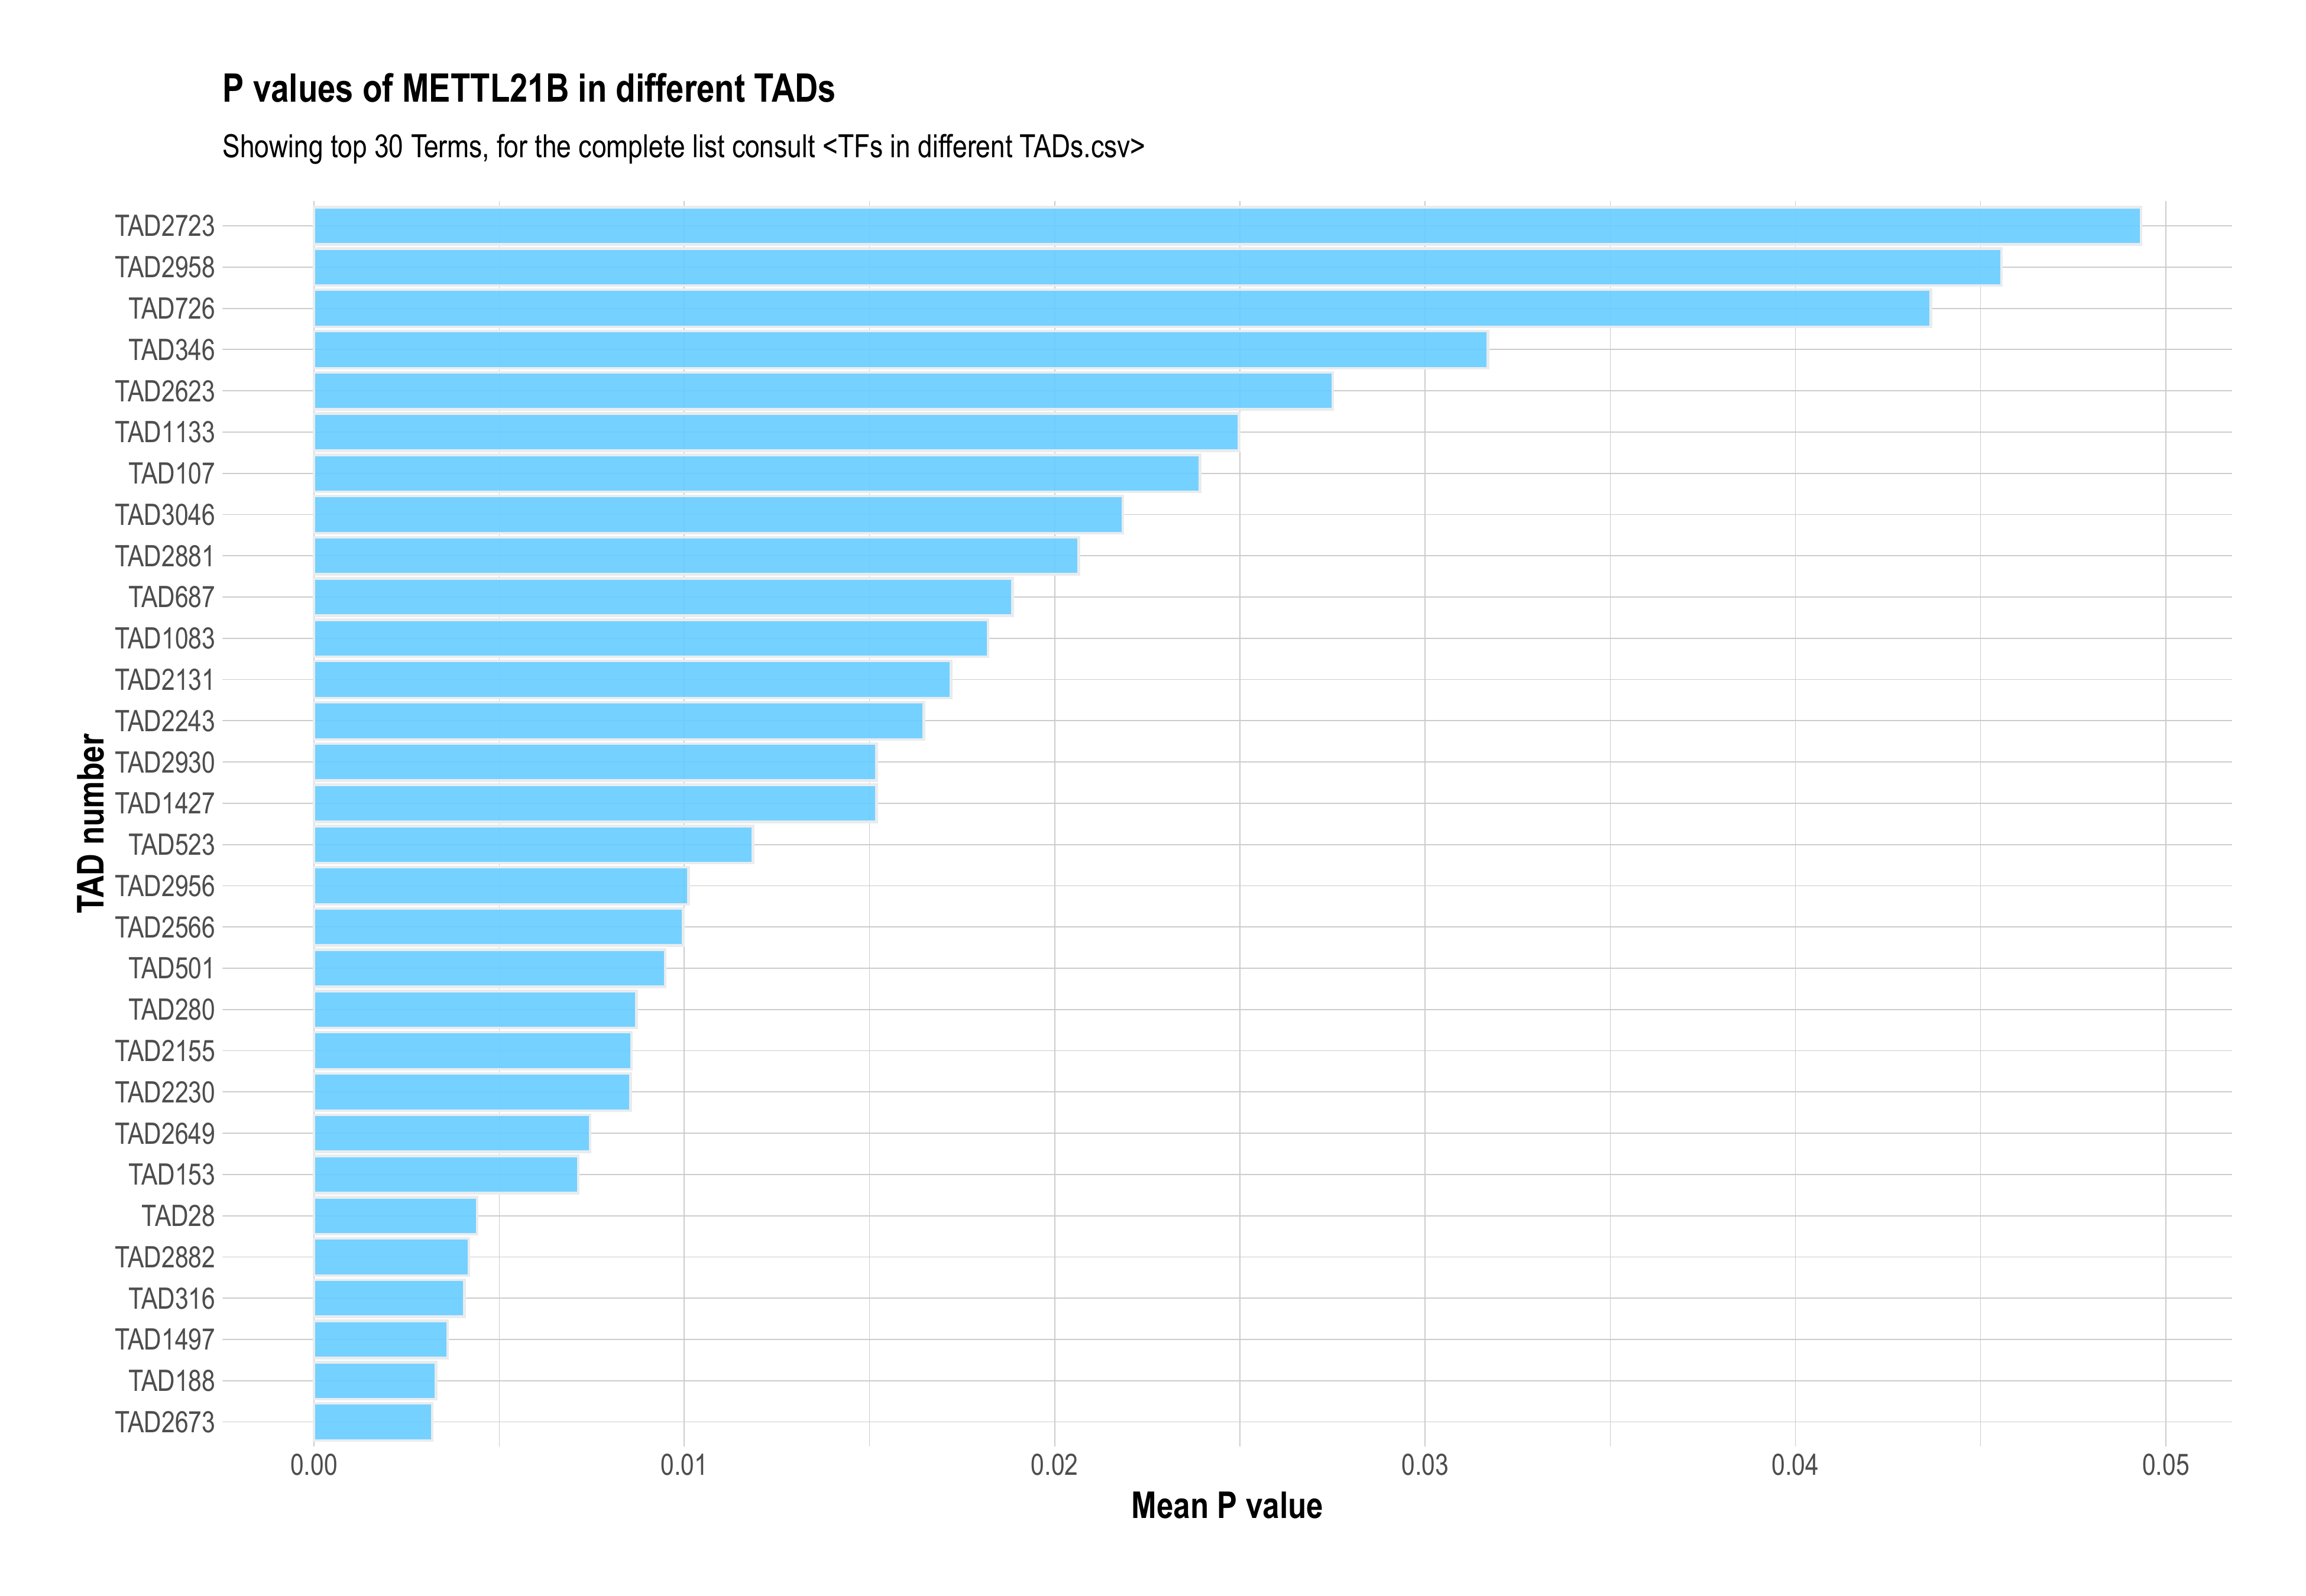 P values of METTL21B in different TADs
Showing top 30 Terms, for the complete list consult <TFs in different TADs.csv>
TAD number
TAD2723
TAD2958
TAD726
TAD346
TAD2623
TAD1133
TAD107
TAD3046
TAD2881
TAD687
TAD1083
TAD2131
TAD2243
TAD2930
TAD1427
TAD523
TAD2956
TAD2566
TAD501
TAD280
TAD2155
TAD2230
TAD2649
TAD153
TAD28
TAD2882
TAD316
TAD1497
TAD188
TAD2673
0.00 0.01 0.02 0.03 0.04 0.05
Mean P value